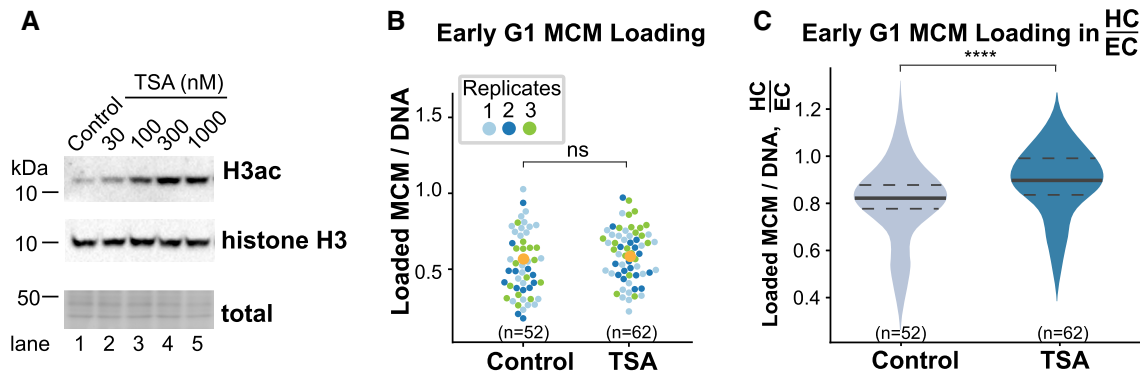 A
TSA (nM)
Control
30
100
300
1000
kDa
10
H3ac
10
histone H3
50
total
lane 1 2 3 4 5
B
Early G1 MCM Loading
Replicates
1 2 3
ns
Loaded MCM / DNA
1.5
1.0
0.5
(n=52)
(n=62)
Control
TSA
C
Early G1 MCM Loading in HC
EC
****
Loaded MCM / DNA, HC
EC
1.2
1.0
0.8
0.6
0.4
(n=52)
(n=62)
Control
TSA